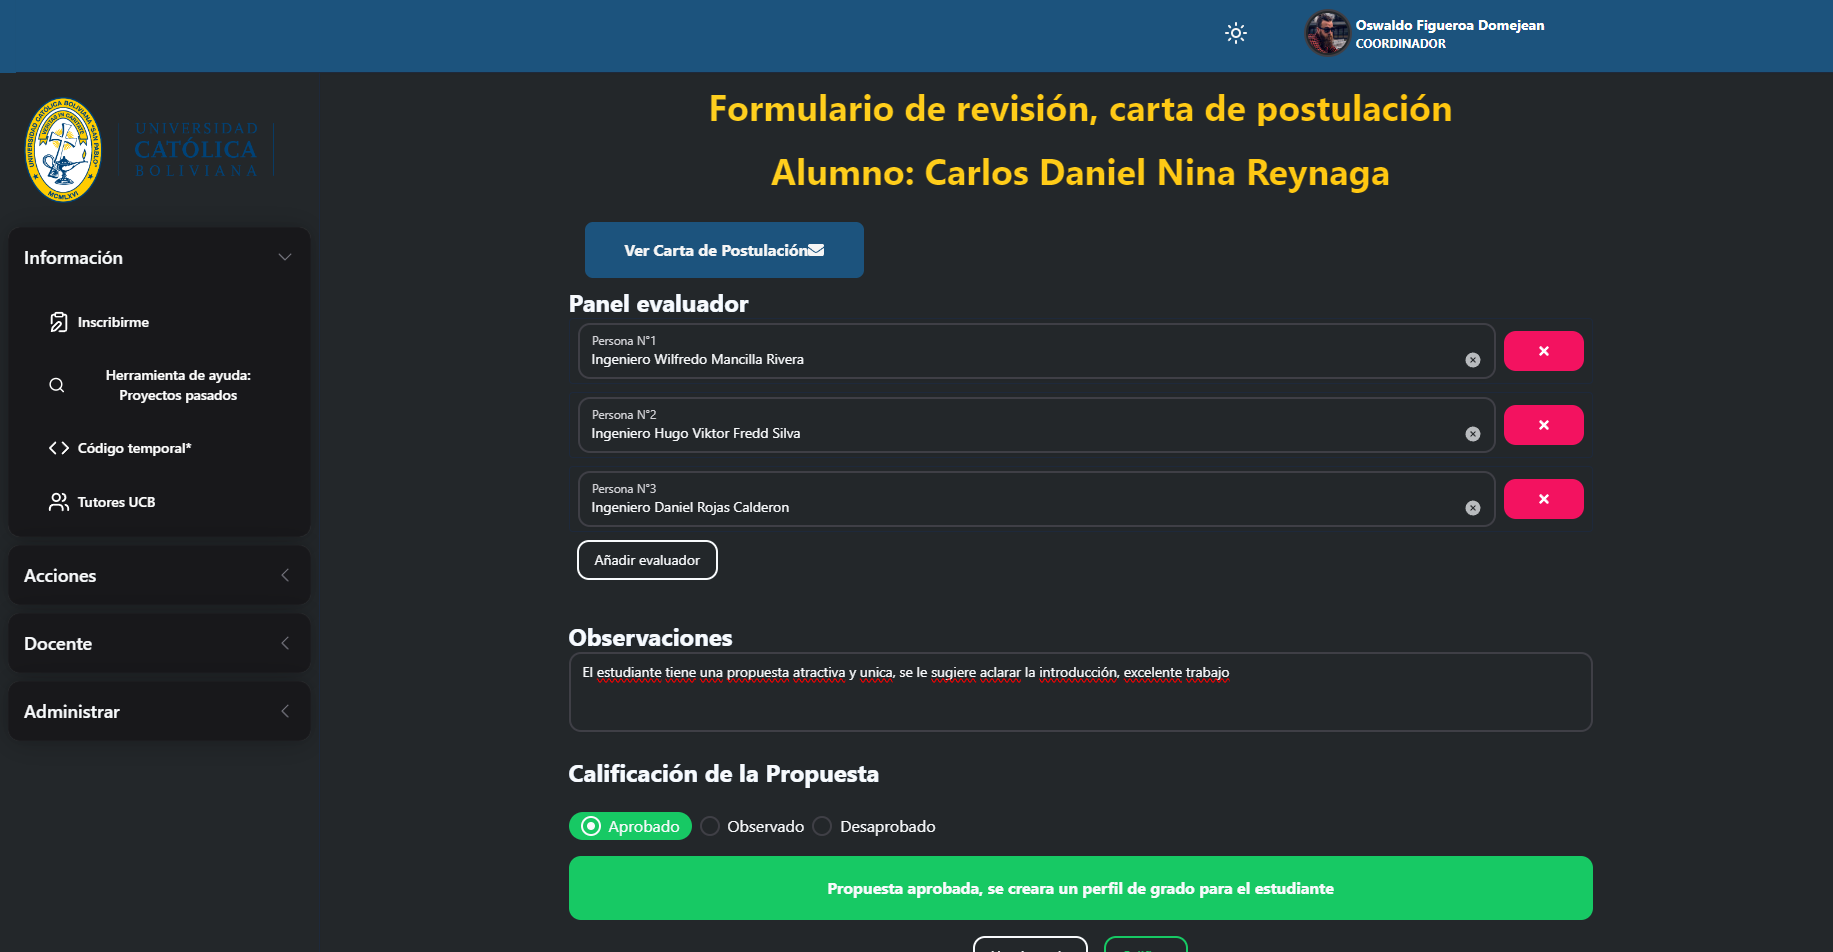 Oswaldo Figueroa Domejean
COORDINADOR
UNIVERSIDAD
CATÓLICA
BOLIVIANA
Información
Inscribirme
Herramienta de ayuda:
Proyectos pasados
Código temporal*
Tutores UCB
Acciones
Docente
Administrar
Formulario de revisión, carta de postulación
Alumno: Carlos Daniel Nina Reynaga
Ver Carta de Postulación
Panel evaluador
Persona N°1
Ingeniero Wilfredo Mancilla Rivera
Persona N°2
Ingeniero Hugo Viktor Fredd Silva
Persona N°3
Ingeniero Daniel Rojas Calderon
Añadir evaluador
Observaciones
El estudiante tiene una propuesta atractiva y unica, se le sugiere aclarar la introducción, excelente trabajo
Calificación de la Propuesta
Aprobado
Observado
Desaprobado
Propuesta aprobada, se creara un perfil de grado para el estudiante